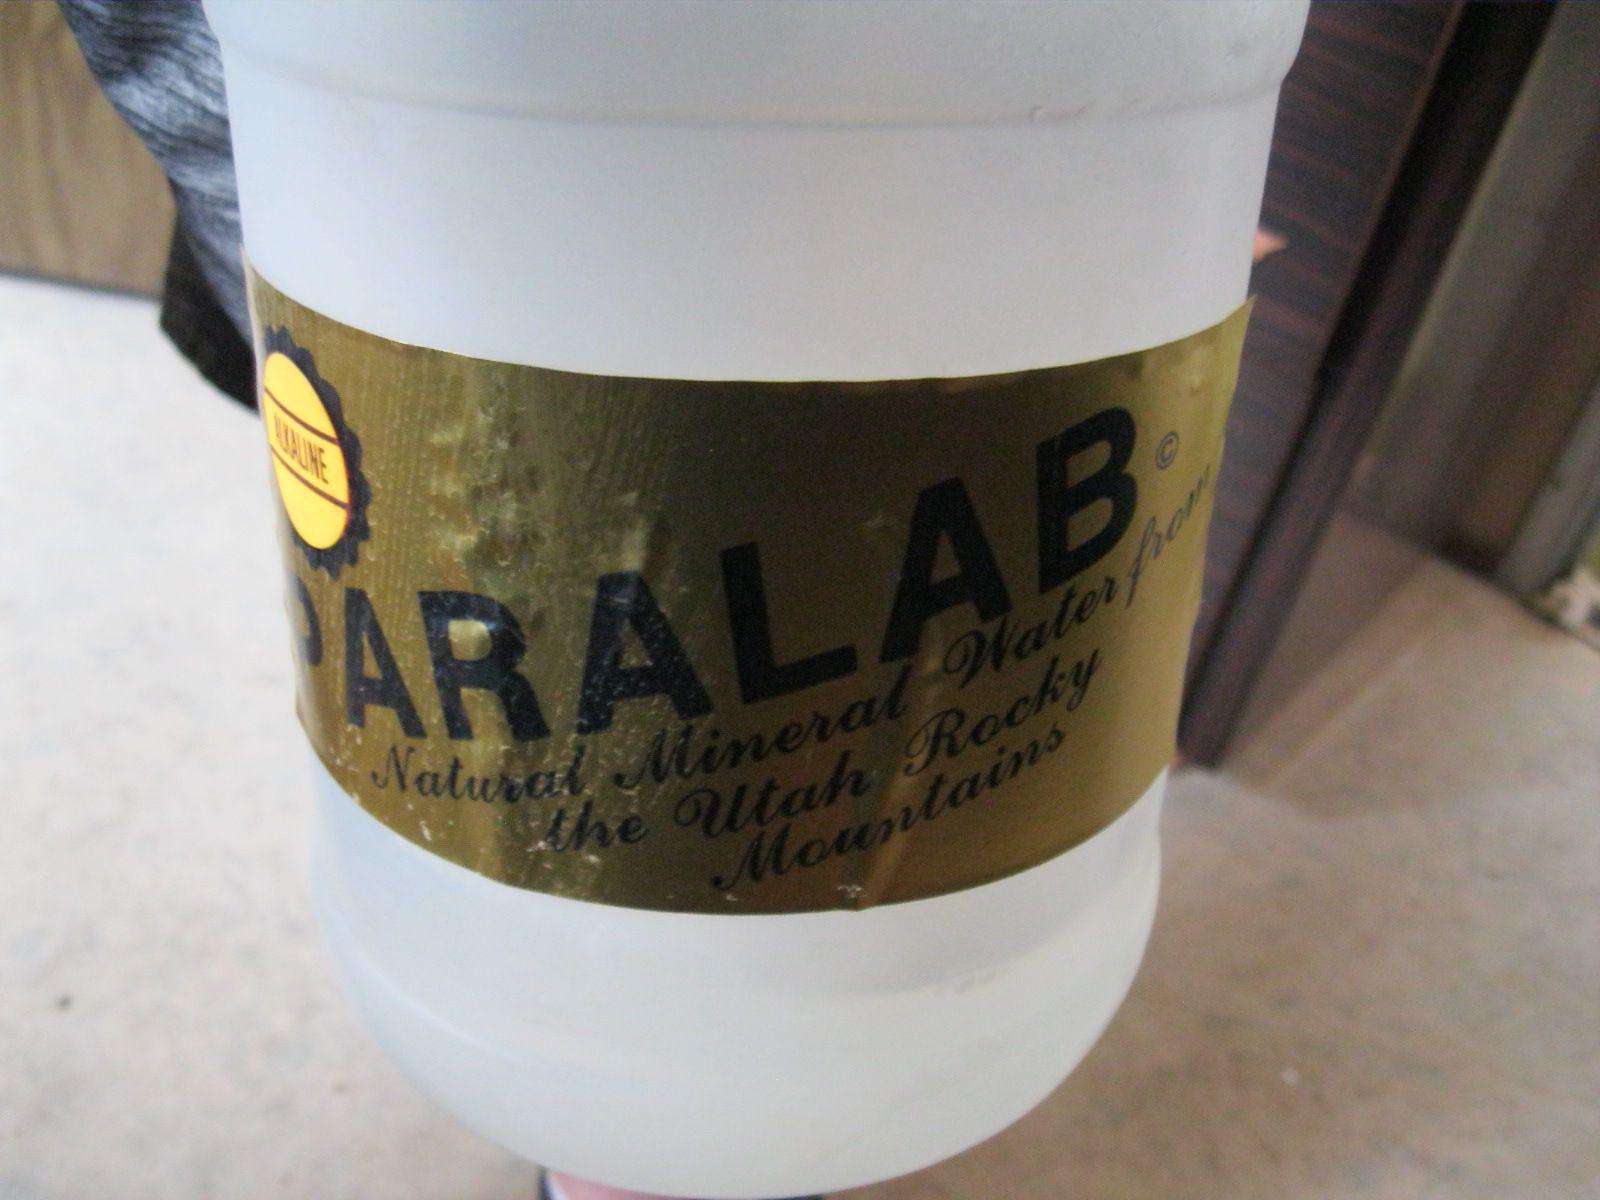 ALKALINE
PARALAB©
Natural Mineral Water from
the Utah Rocky
Mountains